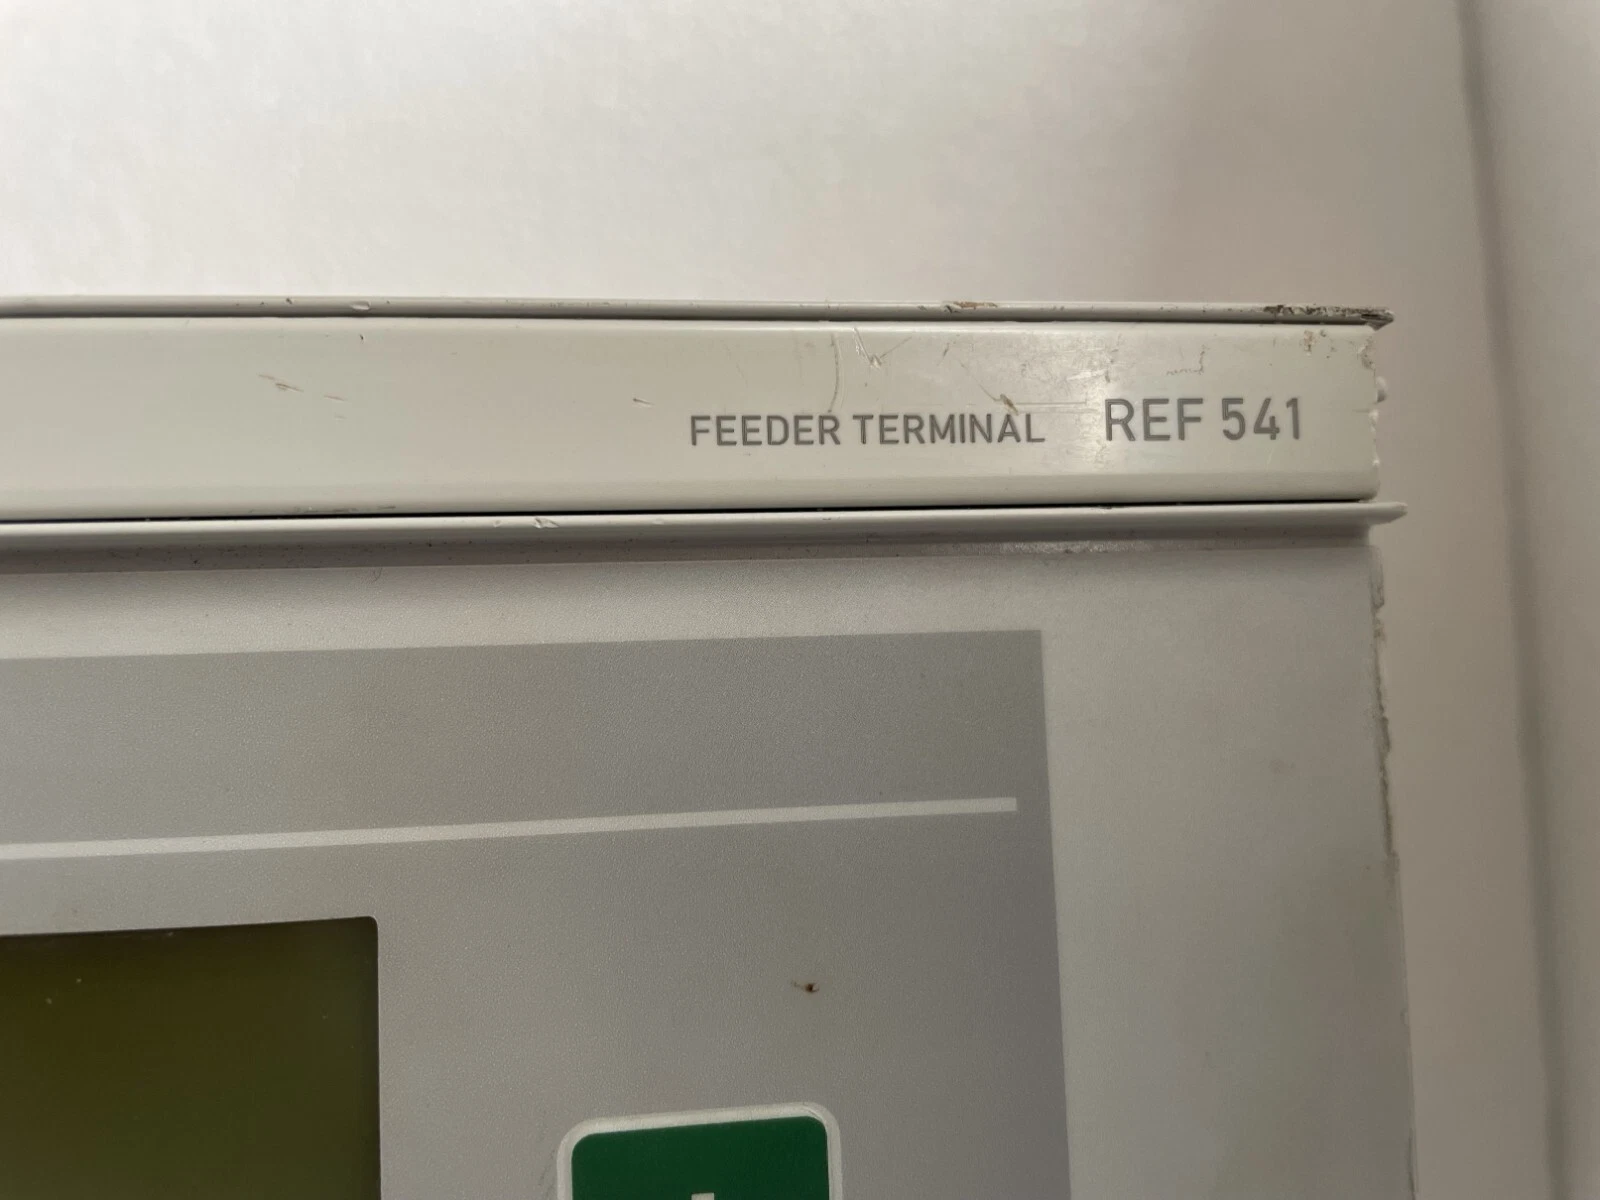 FEEDER TERMINAL REF 541